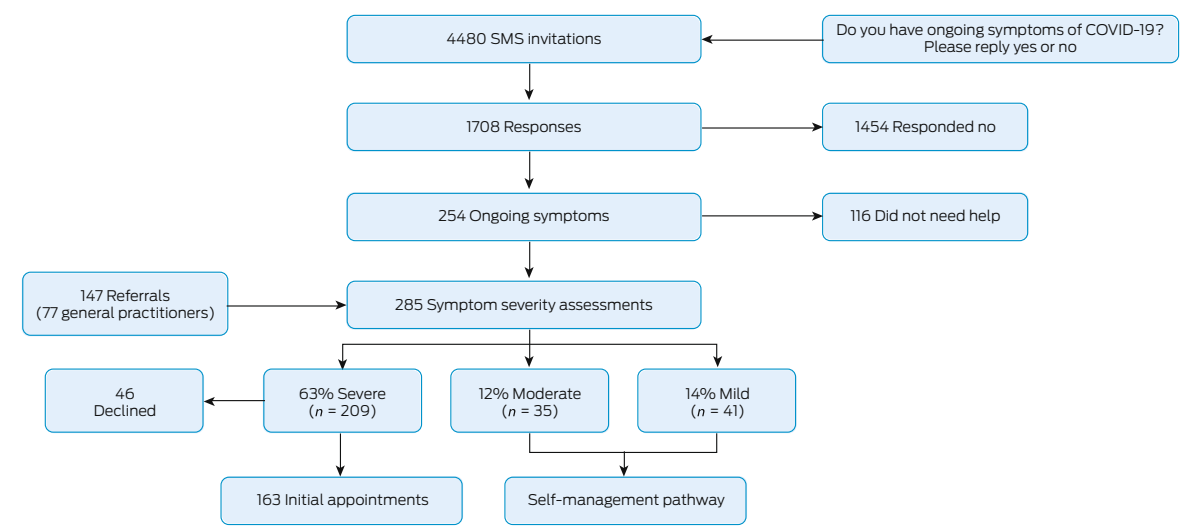 4480 SMS invitations
Do you have ongoing symptoms of COVID-19?
Please reply yes or no
1708 Responses
1454 Responded no
254 Ongoing symptoms
116 Did not need help
147 Referrals
(77 general practitioners)
285 Symptom severity assessments
46
Declined
63% Severe
(n = 209)
12% Moderate
(n = 35)
14% Mild
(n = 41)
163 Initial appointments
Self-management pathway